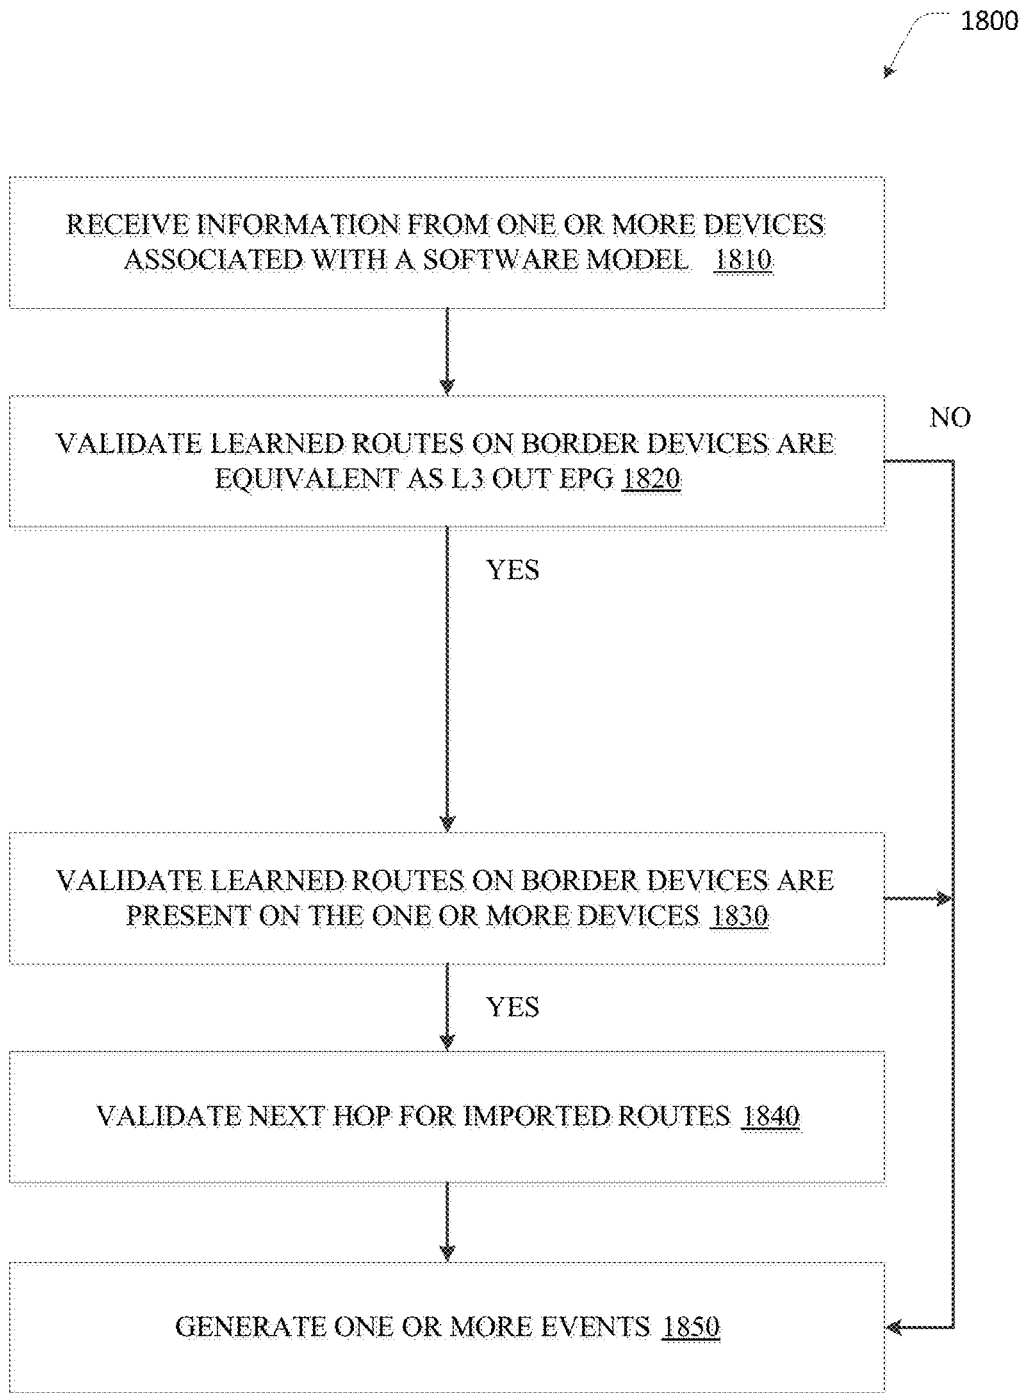 1800
RECEIVE INFORMATION FROM ONE OR MORE DEVICES
ASSOCIATED WITH A SOFTWARE MODEL 1810
VALIDATE LEARNED ROUTES ON BORDER DEVICES ARE
EQUIVALENT AS L3 OUT EPG 1820
NO
YES
VALIDATE LEARNED ROUTES ON BORDER DEVICES ARE
PRESENT ON THE ONE OR MORE DEVICES 1830
YES
VALIDATE NEXT HOP FOR IMPORTED ROUTES 1840
GENERATE ONE OR MORE EVENTS 1850